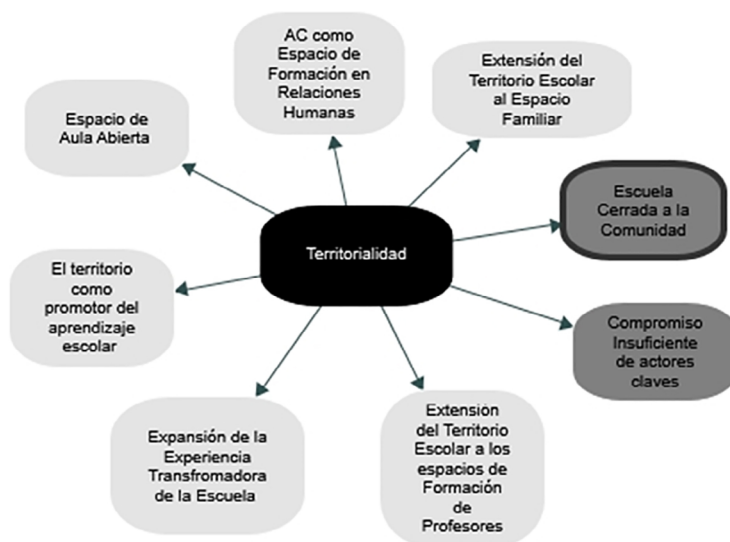 AC como
Espacio de
Formación en
Relaciones
Humanas
Extensión del
Territorio Escolar
al Espacio
Familiar
Espacio de
Aula Abierta
Escuela
Cerrada a la
Comunidad
Territorialidad
El territorio
como
promotor del
aprendizaje
escolar
Compromiso
Insuficiente
de actores
claves
Expansión de la
Experiencia
Transfromadora
de la Escuela
Extensión
del Territorio
Escolar a los
espacios de
Formación
de
Profesores